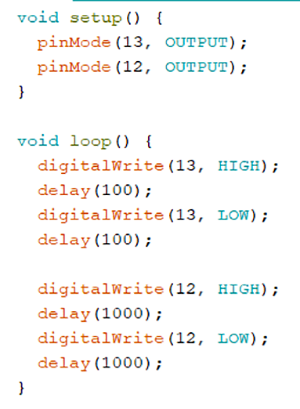 void setup() {
  pinMode(13, OUTPUT);
  pinMode(12, OUTPUT);
}

void loop() {
  digitalWrite(13, HIGH);
  delay(100);
  digitalWrite(13, LOW);
  delay(100);

  digitalWrite(12, HIGH);
  delay(1000);
  digitalWrite(12, LOW);
  delay(1000);
}